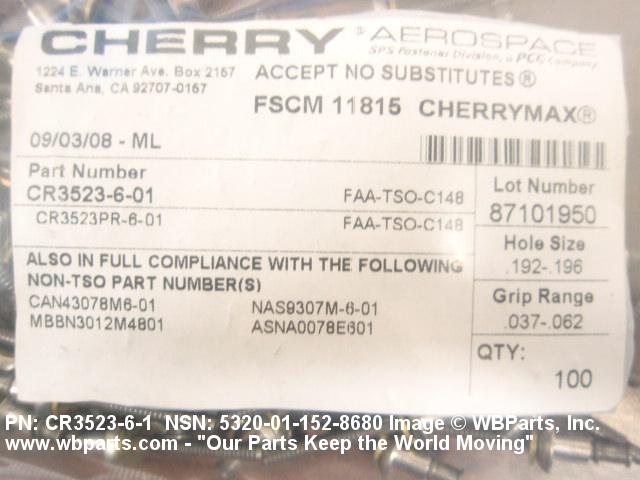 CHERRY® AEROSPACE
SPS Fastener Division, a PCC Company
1224 E. Warner Ave. Box 2157
Santa Ana, CA 92707-0157
ACCEPT NO SUBSTITUTES®
FSCM 11815 CHERRYMAX®
09/03/08 - ML
Part Number
CR3523-6-01 FAA-TSO-C148
CR3523PR-6-01 FAA-TSO-C148
Lot Number
87101950
Hole Size
.192-.196
Grip Range
.037-.062
QTY:
100
ALSO IN FULL COMPLIANCE WITH THE FOLLOWING
NON-TSO PART NUMBER(S)
CAN43078M6-01 NAS9307M-6-01
MBBN3012M4801 ASNA0078E601
PN: CR3523-6-1 NSN: 5320-01-152-8680 Image © WBParts, Inc.
www.wbparts.com - "Our Parts Keep the World Moving"